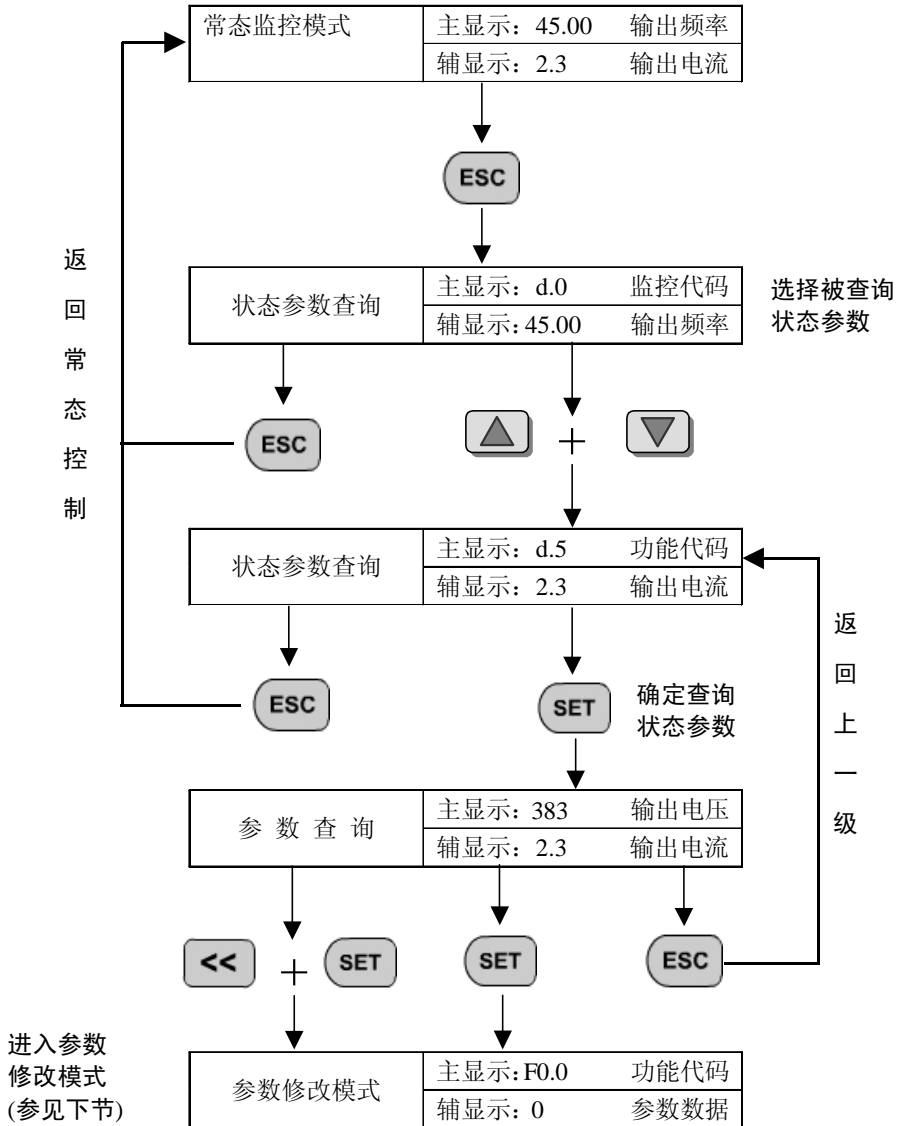 常态监控模式
主显示：45.00 输出频率
辅显示：2.3 输出电流
ESC
状态参数查询
主显示：d.0 监控代码
辅显示：45.00 输出频率
选择被查询
状态参数
返回常态控制
ESC
+
状态参数查询
主显示：d.5 功能代码
辅显示：2.3 输出电流
ESC
SET
确定查询
状态参数
返回上一级
参 数 查 询
主显示：383 输出电压
辅显示：2.3 输出电流
<< + SET
SET
ESC
进入参数
修改模式
(参见下节)
参数修改模式
主显示：F0.0 功能代码
辅显示：0 参数数据